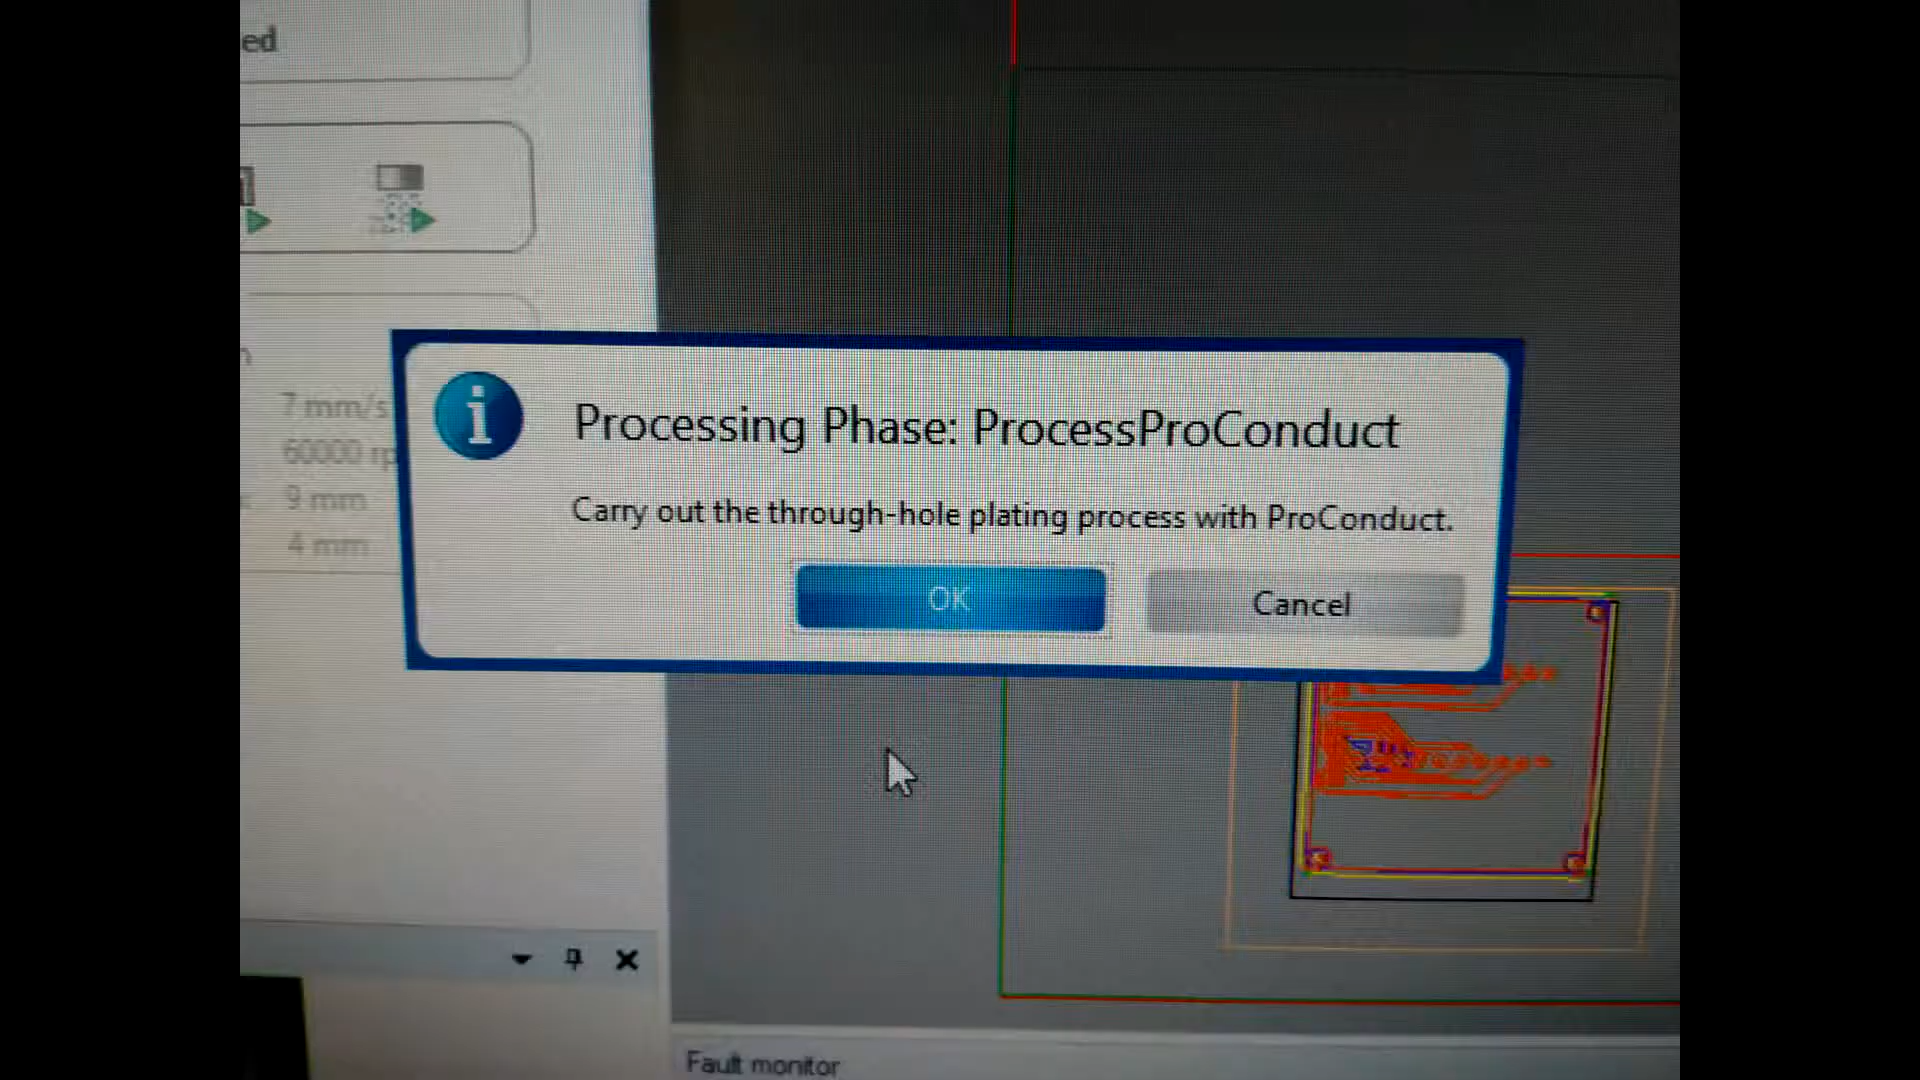 ed
7 mm/s
60000 rp
9 mm
4 mm
Processing Phase: ProcessProConduct
Carry out the through-hole plating process with ProConduct.
OK
Cancel
Fault monitor